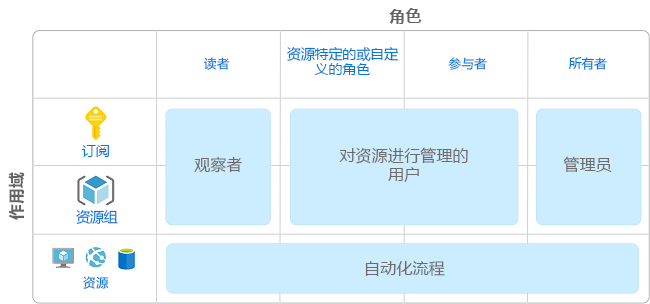 角色
读者
资源特定的或自定
义的角色
参与者
所有者
作用域
订阅
观察者
对资源进行管理的
用户
管理员
资源组
资源
自动化流程